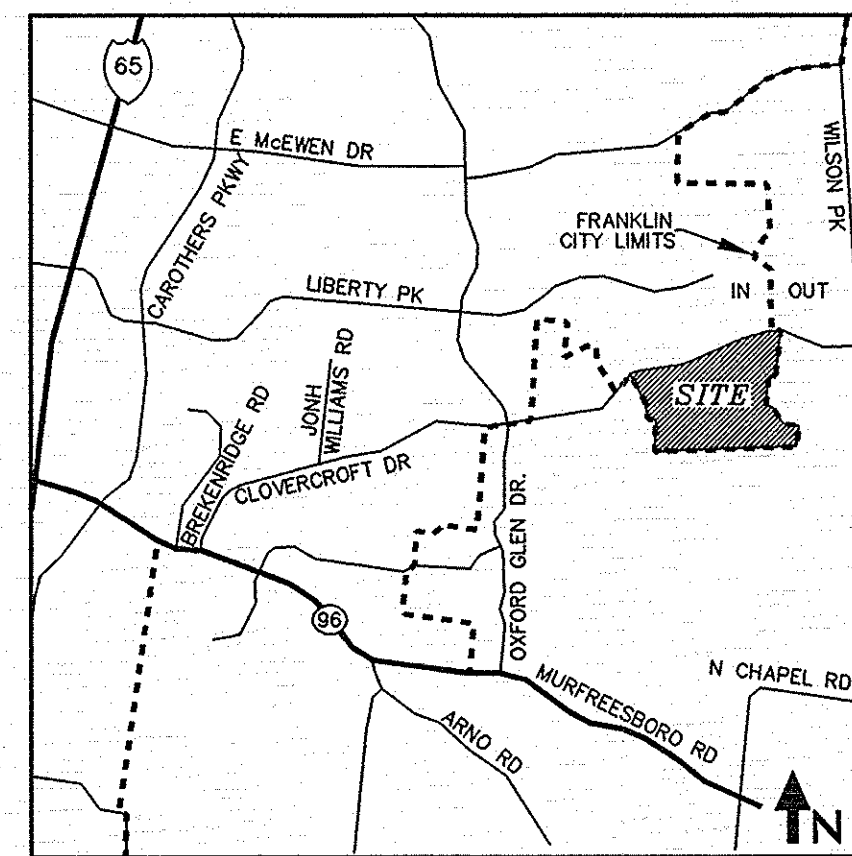 65
E McEWEN DR
WILSON PK
CAROTHERS PKWY
FRANKLIN
CITY LIMITS
LIBERTY PK
IN OUT
JONH
WILLIAMS RD
SITE
BREKENRIDGE RD
CLOVERCROFT DR
OXFORD GLEN DR.
96
MURFREESBORO RD
N CHAPEL RD
ARNO RD
N